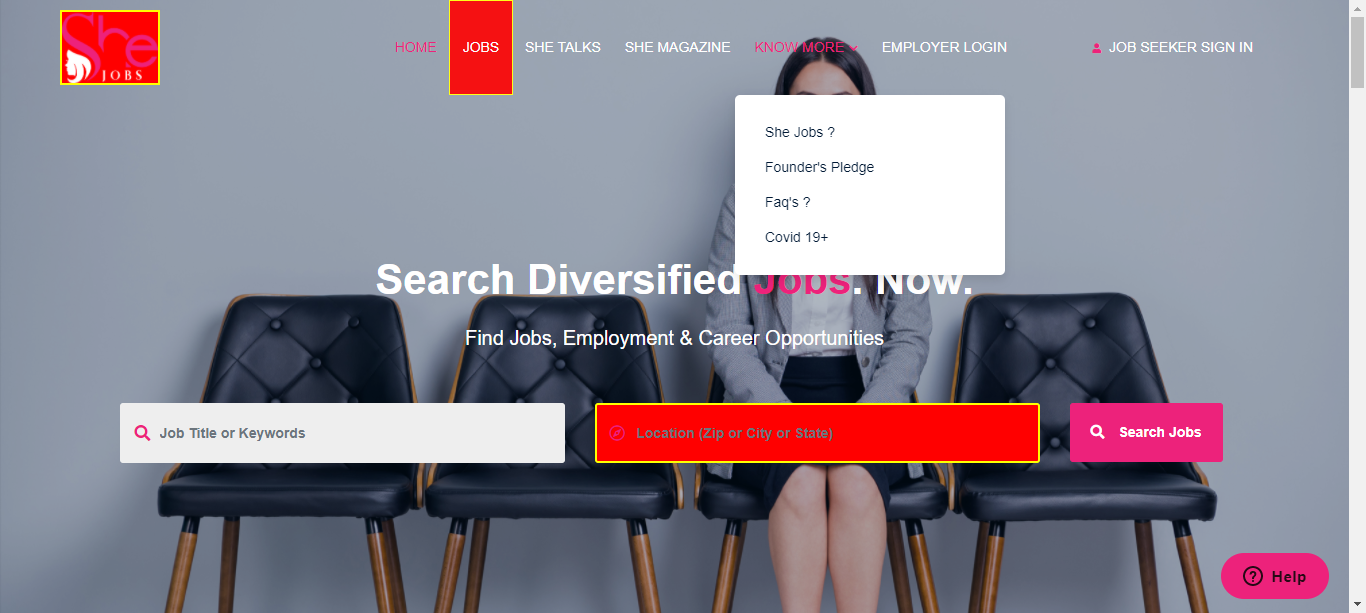 She
JOBS
HOME
JOBS
SHE TALKS
SHE MAGAZINE
KNOW MORE
EMPLOYER LOGIN
JOB SEEKER SIGN IN
She Jobs ?
Founder's Pledge
Faq's ?
Covid 19+
Search Diversified Jobs. Now.
Find Jobs, Employment & Career Opportunities
Job Title or Keywords
Location (Zip or City or State)
Search Jobs
Help